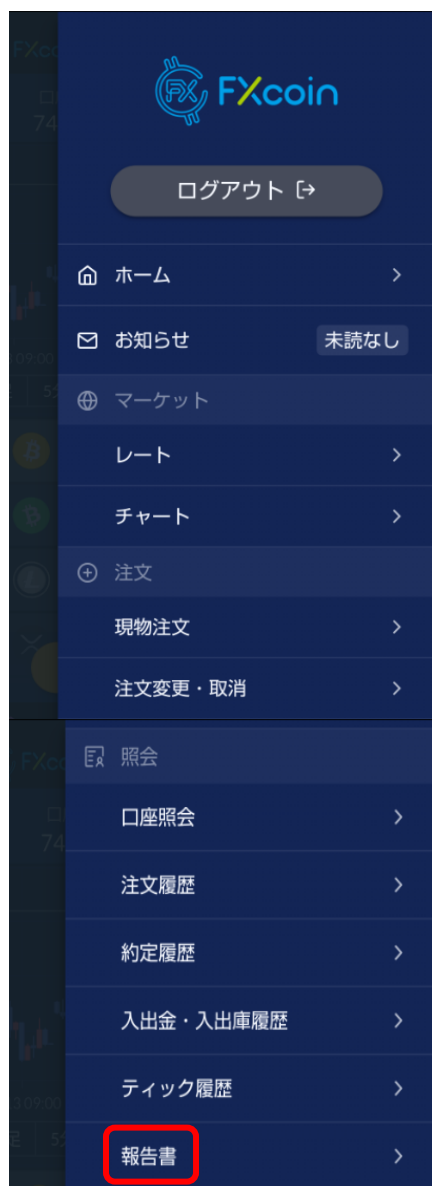 FX FXcoin
ログアウト
ホーム
お知らせ 未読なし
マーケット
レート
チャート
注文
現物注文
注文変更・取消
照会
口座照会
注文履歴
約定履歴
入出金・入出庫履歴
ティック履歴
報告書